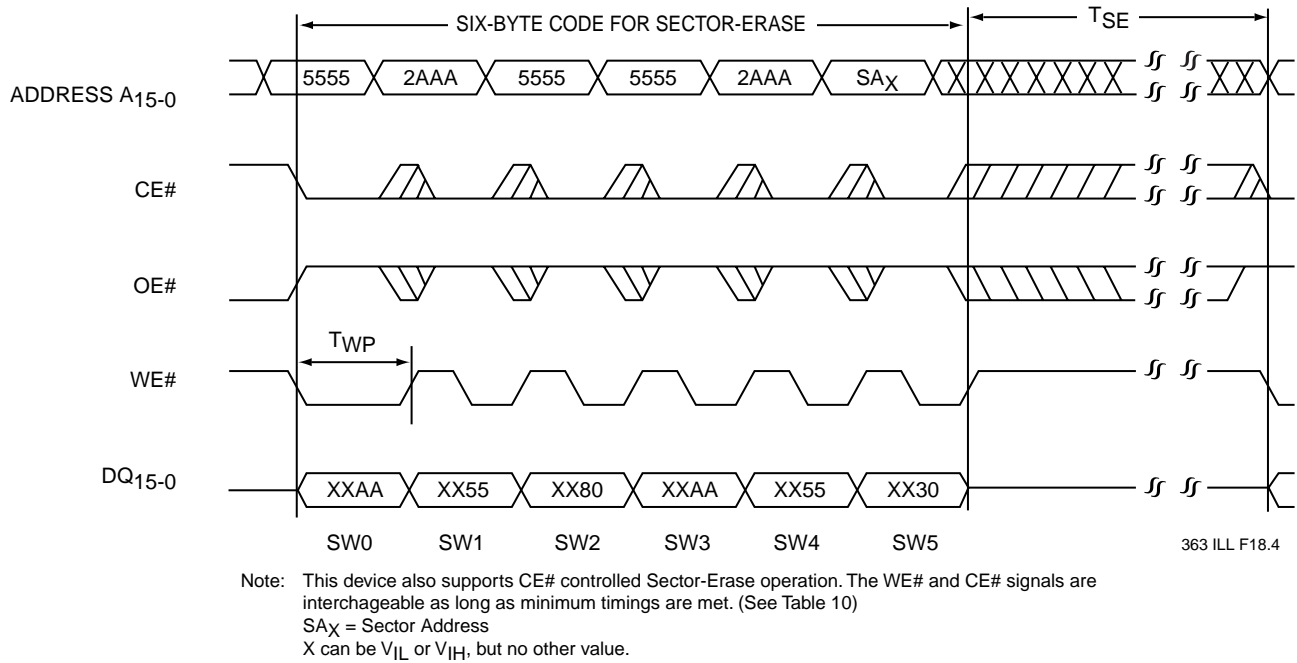 SIX-BYTE CODE FOR SECTOR-ERASE
TSE
ADDRESS A15-0
5555 2AAA 5555 5555 2AAA SAX
CE#
OE#
TWP
WE#
DQ15-0
XXAA XX55 XX80 XXAA XX55 XX30
SW0 SW1 SW2 SW3 SW4 SW5
363 ILL F18.4
Note: This device also supports CE# controlled Sector-Erase operation. The WE# and CE# signals are
interchageable as long as minimum timings are met. (See Table 10)
SAX = Sector Address
X can be VIL or VIH, but no other value.